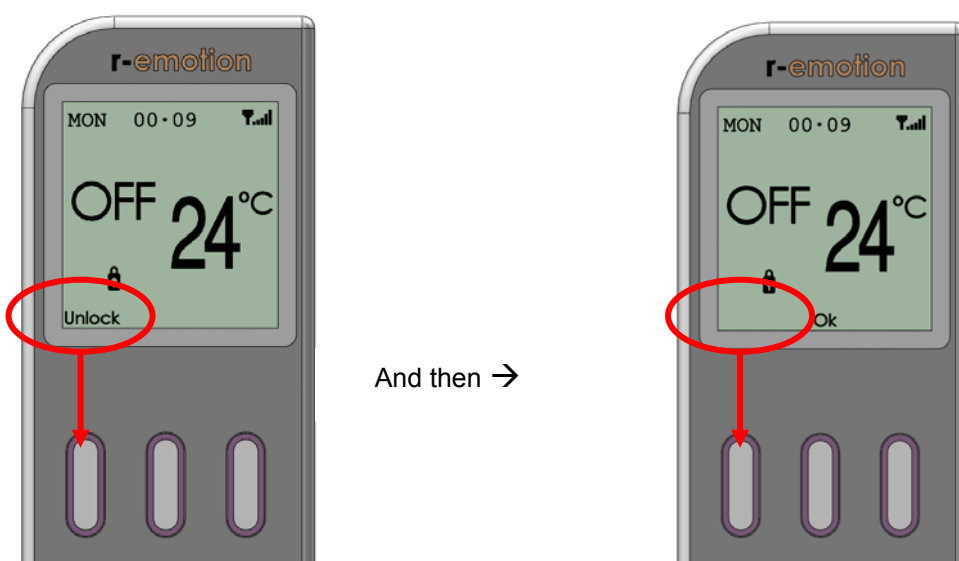 r-emotion
MON 00·09
OFF 24°C
Unlock
And then →
r-emotion
MON 00·09
OFF 24°C
Ok